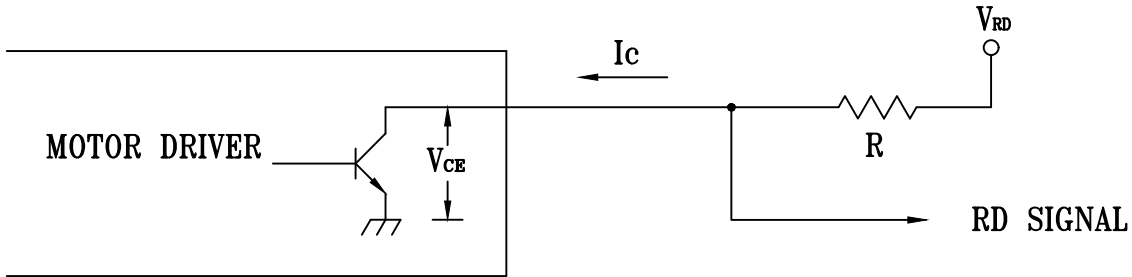 V_RD
Ic
MOTOR DRIVER
V_CE
R
RD SIGNAL